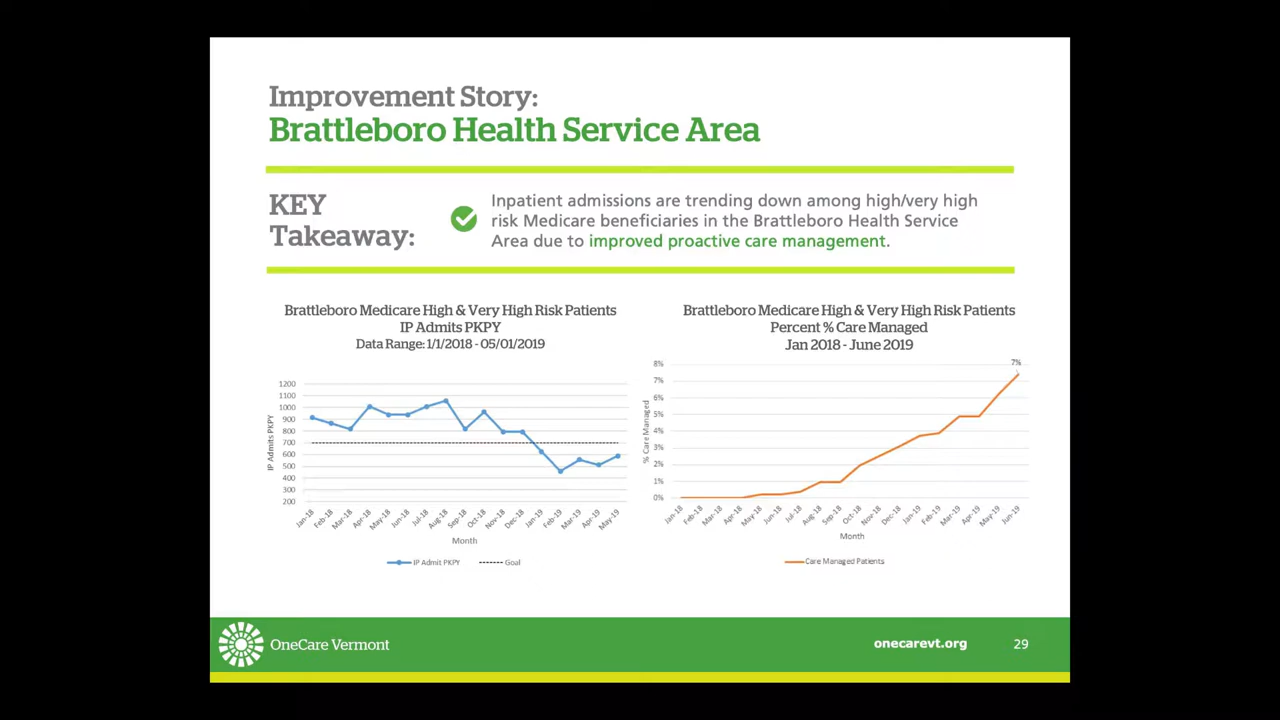 Improvement Story:
Brattleboro Health Service Area
KEY
Takeaway:
Inpatient admissions are trending down among high/very high
risk Medicare beneficiaries in the Brattleboro Health Service
Area due to improved proactive care management.
Brattleboro Medicare High & Very High Risk Patients
IP Admits PKPY
Data Range: 1/1/2018 - 05/01/2019
1200
1100
1000
900
800
700
600
500
400
300
200
IP Admits PKPY
Jan-18
Feb-18
Mar-18
Apr-18
May-18
Jun-18
Jul-18
Aug-18
Sep-18
Oct-18
Nov-18
Dec-18
Jan-19
Feb-19
Mar-19
Apr-19
May-19
Month
IP Admit PKPY
Goal
Brattleboro Medicare High & Very High Risk Patients
Percent % Care Managed
Jan 2018 - June 2019
8%
7%
6%
5%
4%
3%
2%
1%
0%
% Care Managed
7%
Jan-18
Feb-18
Mar-18
Apr-18
May-18
Jun-18
Jul-18
Aug-18
Sep-18
Oct-18
Nov-18
Dec-18
Jan-19
Feb-19
Mar-19
Apr-19
May-19
Jun-19
Month
Care Managed Patients
OneCare Vermont
onecarevt.org
29